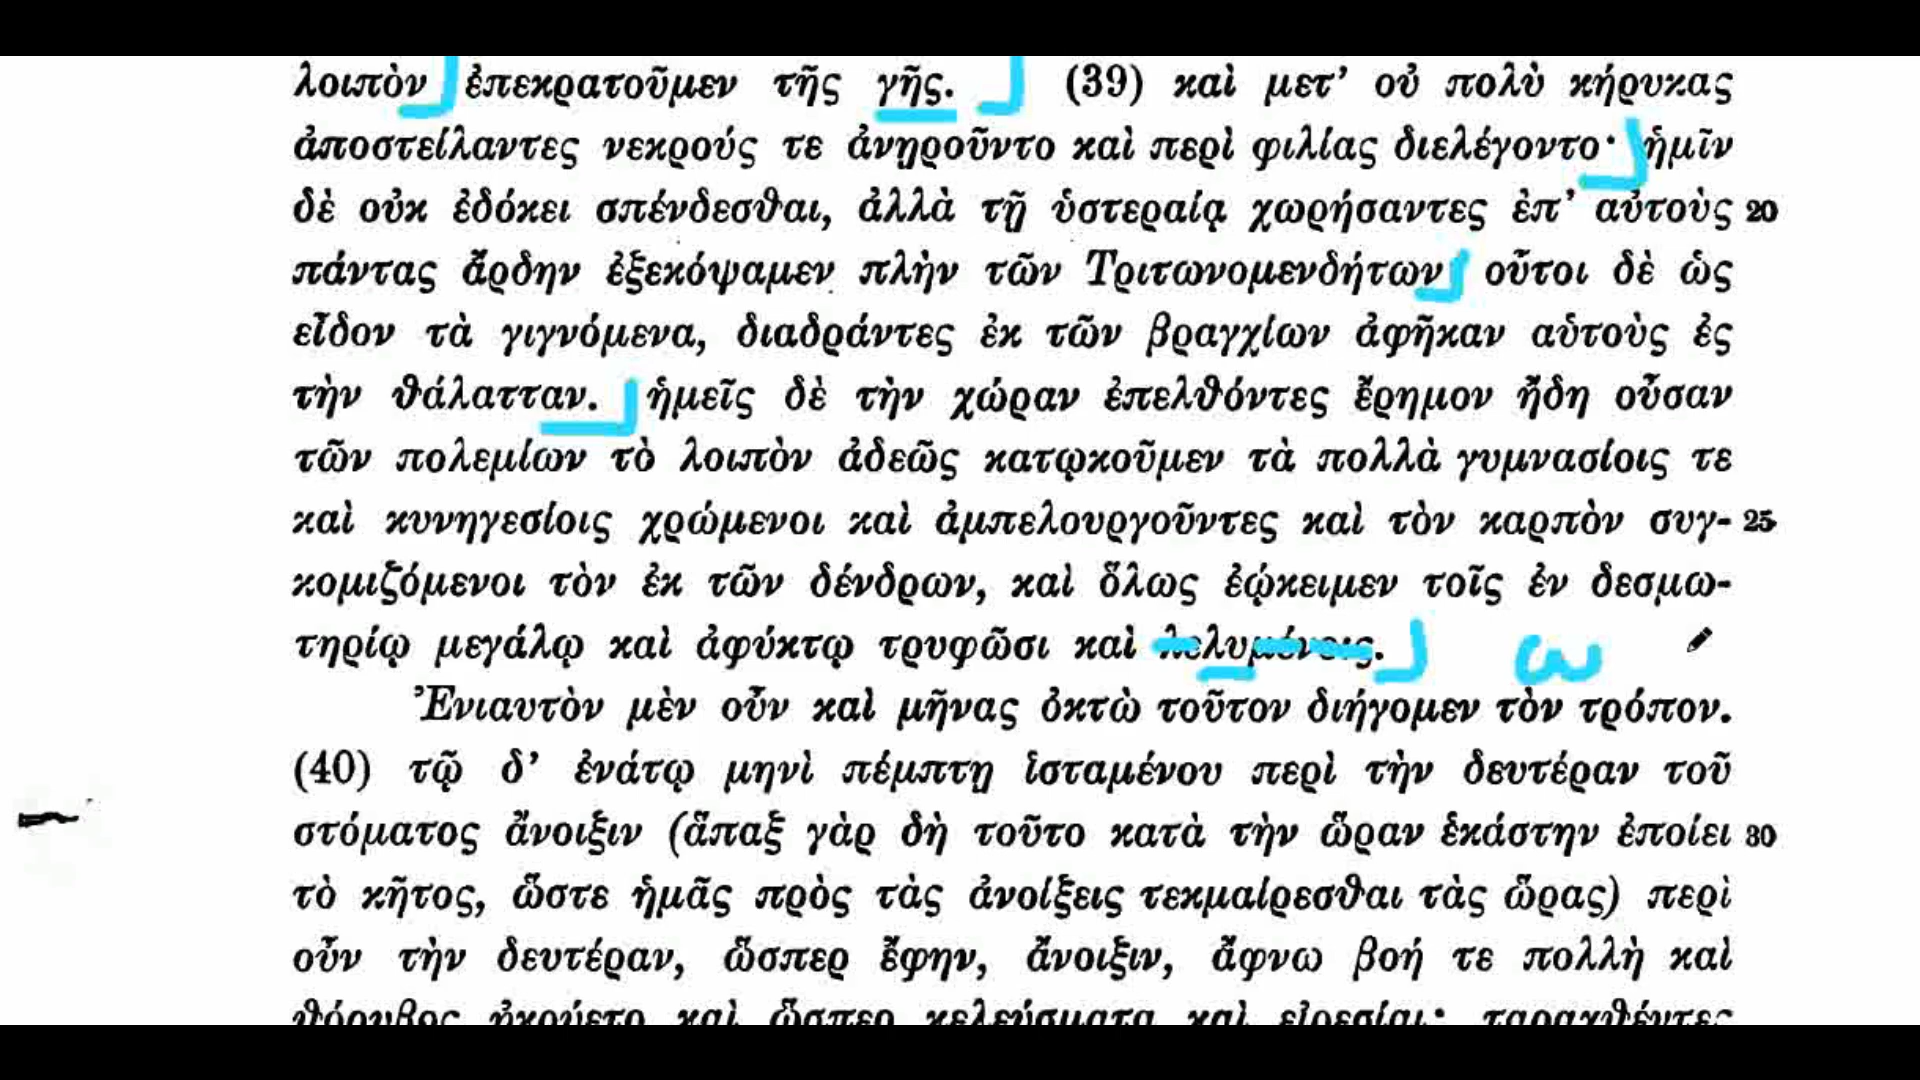 λοιπὸν ἐπεκρατοῦμεν τῆς γῆς. (39) καὶ μετ’ οὐ πολὺ κήρυκας
ἀποστείλαντες νεκρούς τε ἀνῃροῦντο καὶ περὶ φιλίας διελέγοντο· ἡμῖν
δὲ οὐκ ἐδόκει σπένδεσθαι, ἀλλὰ τῇ ὑστεραίᾳ χωρήσαντες ἐπ’ αὐτοὺς 20
πάντας ἄρδην ἐξεκόψαμεν πλὴν τῶν Τριτωνομενδήτων οὗτοι δὲ ὡς
εἶδον τὰ γιγνόμενα, διαδράντες ἐκ τῶν βραγχίων ἀφῆκαν αὑτοὺς ἐς
τὴν θάλατταν. ἡμεῖς δὲ τὴν χώραν ἐπελθόντες ἔρημον ἤδη οὖσαν
τῶν πολεμίων τὸ λοιπὸν ἀδεῶς κατῳκοῦμεν τὰ πολλὰ γυμνασίοις τε
καὶ κυνηγεσίοις χρώμενοι καὶ ἀμπελουργοῦντες καὶ τὸν καρπὸν συγ- 25
κομιζόμενοι τὸν ἐκ τῶν δένδρων, καὶ ὅλως ἐῴκειμεν τοῖς ἐν δεσμω-
τηρίῳ μεγάλῳ καὶ ἀφύκτῳ τρυφῶσι καὶ λελυμένοις. ω
Ἐνιαυτὸν μὲν οὖν καὶ μῆνας ὀκτὼ τοῦτον διήγομεν τὸν τρόπον.
(40) τῷ δ’ ἐνάτῳ μηνὶ πέμπτῃ ἱσταμένου περὶ τὴν δευτέραν τοῦ
στόματος ἄνοιξιν (ἅπαξ γὰρ δὴ τοῦτο κατὰ τὴν ὥραν ἑκάστην ἐποίει 30
τὸ κῆτος, ὥστε ἡμᾶς πρὸς τὰς ἀνοίξεις τεκμαίρεσθαι τὰς ὥρας) περὶ
οὖν τὴν δευτέραν, ὥσπερ ἔφην, ἄνοιξιν, ἄφνω βοή τε πολλὴ καὶ
θόρυβος ἠκούετο καὶ ὥσπερ κελεύσματα καὶ εἰρεσίαι· ταραχθέντες